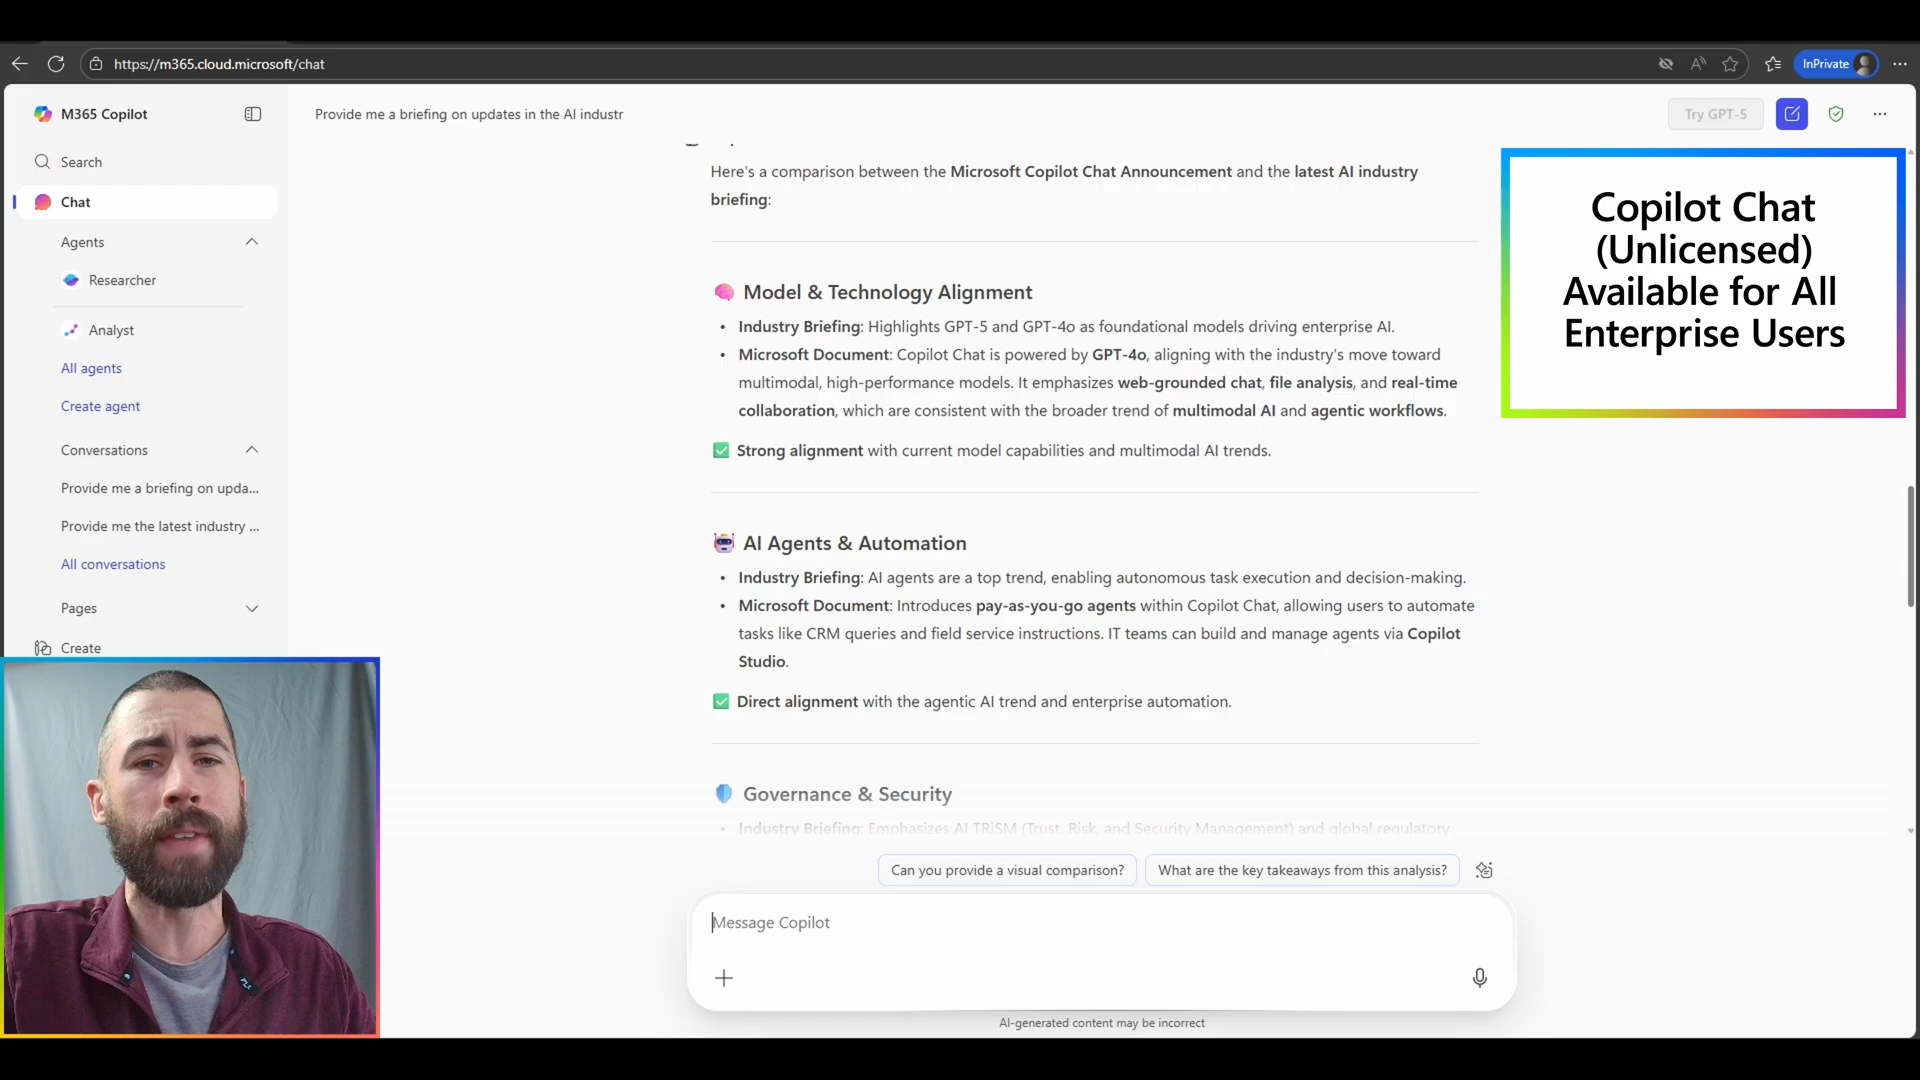 https://m365.cloud.microsoft/chat
InPrivate
M365 Copilot
Search
Chat
Agents
Researcher
Analyst
All agents
Create agent
Conversations
Provide me a briefing on upda...
Provide me the latest industry ...
All conversations
Pages
Create
Provide me a briefing on updates in the AI industr
Try GPT-5
Here's a comparison between the Microsoft Copilot Chat Announcement and the latest AI industry
briefing:
Model & Technology Alignment
• Industry Briefing: Highlights GPT-5 and GPT-4o as foundational models driving enterprise AI.
• Microsoft Document: Copilot Chat is powered by GPT-4o, aligning with the industry's move toward
multimodal, high-performance models. It emphasizes web-grounded chat, file analysis, and real-time
collaboration, which are consistent with the broader trend of multimodal AI and agentic workflows.
Strong alignment with current model capabilities and multimodal AI trends.
AI Agents & Automation
• Industry Briefing: AI agents are a top trend, enabling autonomous task execution and decision-making.
• Microsoft Document: Introduces pay-as-you-go agents within Copilot Chat, allowing users to automate
tasks like CRM queries and field service instructions. IT teams can build and manage agents via Copilot
Studio.
Direct alignment with the agentic AI trend and enterprise automation.
Governance & Security
• Industry Briefing: Emphasizes AI TRiSM (Trust, Risk, and Security Management) and global regulatory
Can you provide a visual comparison?
What are the key takeaways from this analysis?
Message Copilot
AI-generated content may be incorrect
Copilot Chat
(Unlicensed)
Available for All
Enterprise Users